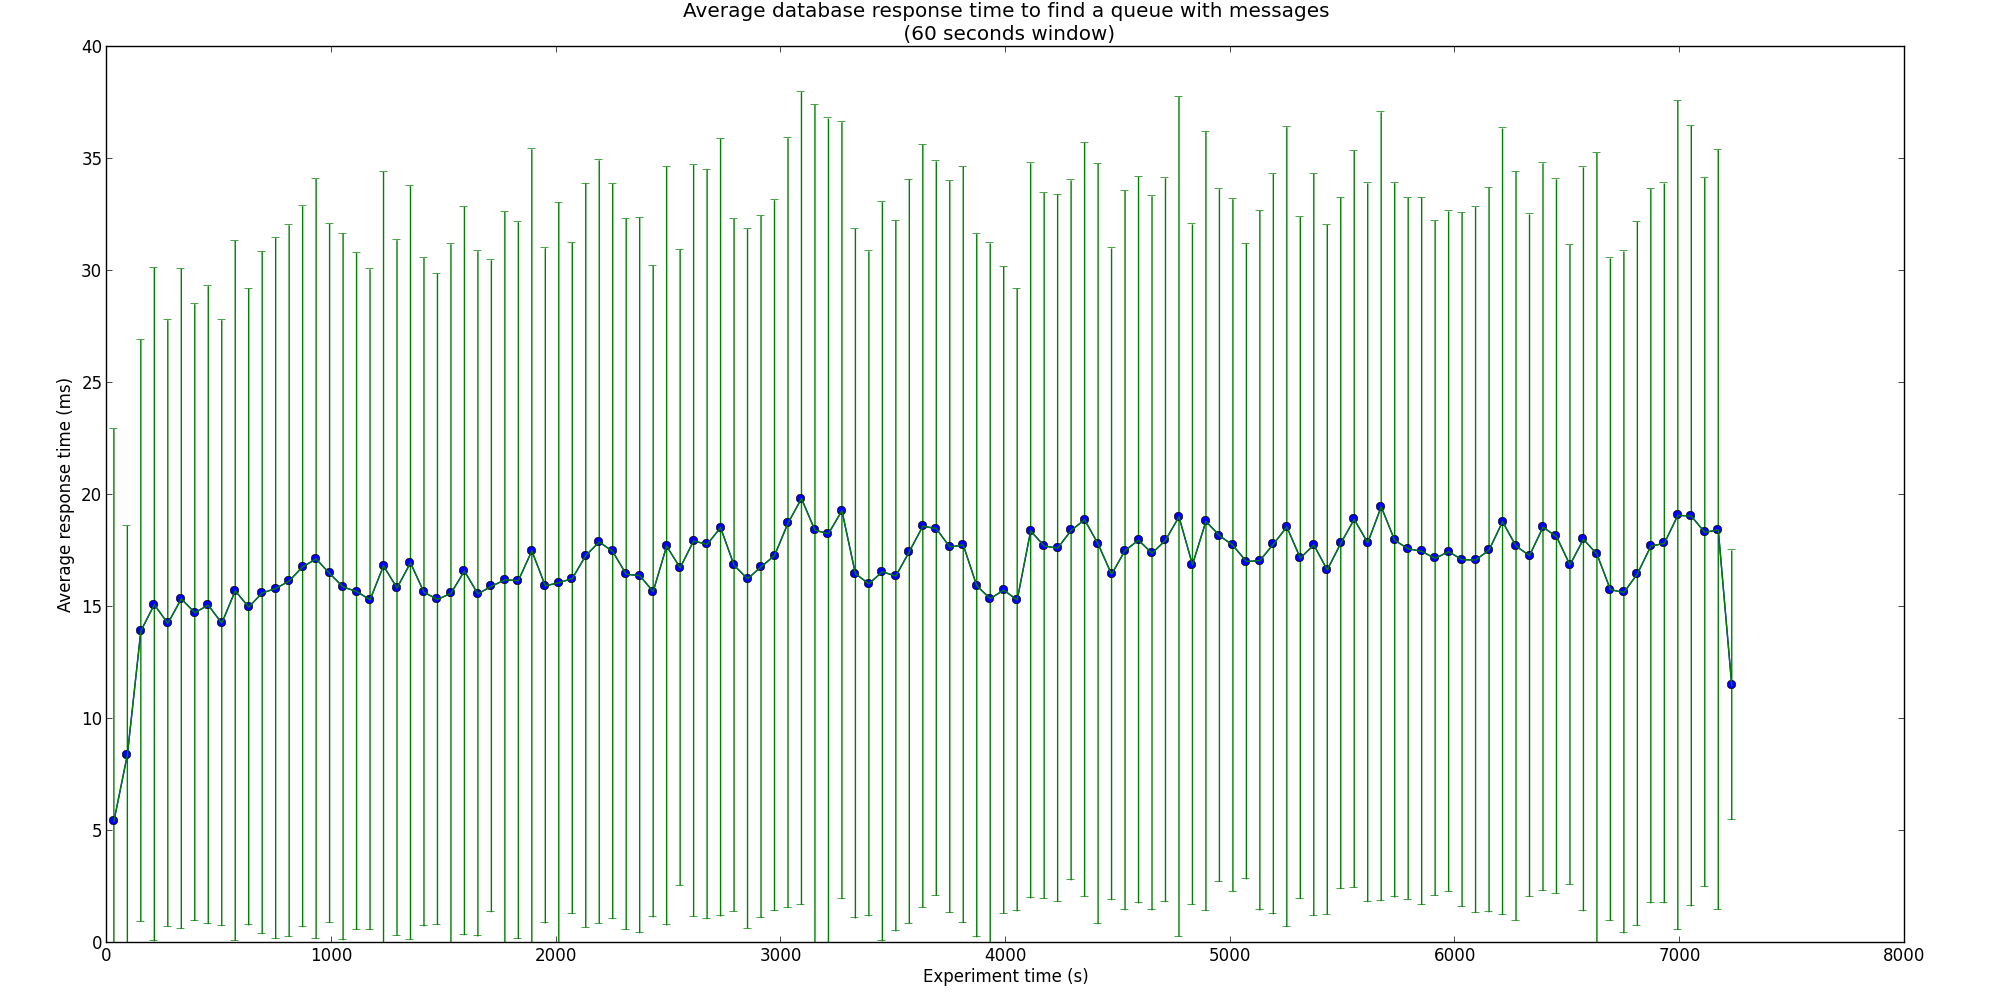 Average database response time to find a queue with messages
(60 seconds window)
40
35
30
25
20
15
10
5
0
Average response time (ms)
0 1000 2000 3000 4000 5000 6000 7000 8000
Experiment time (s)